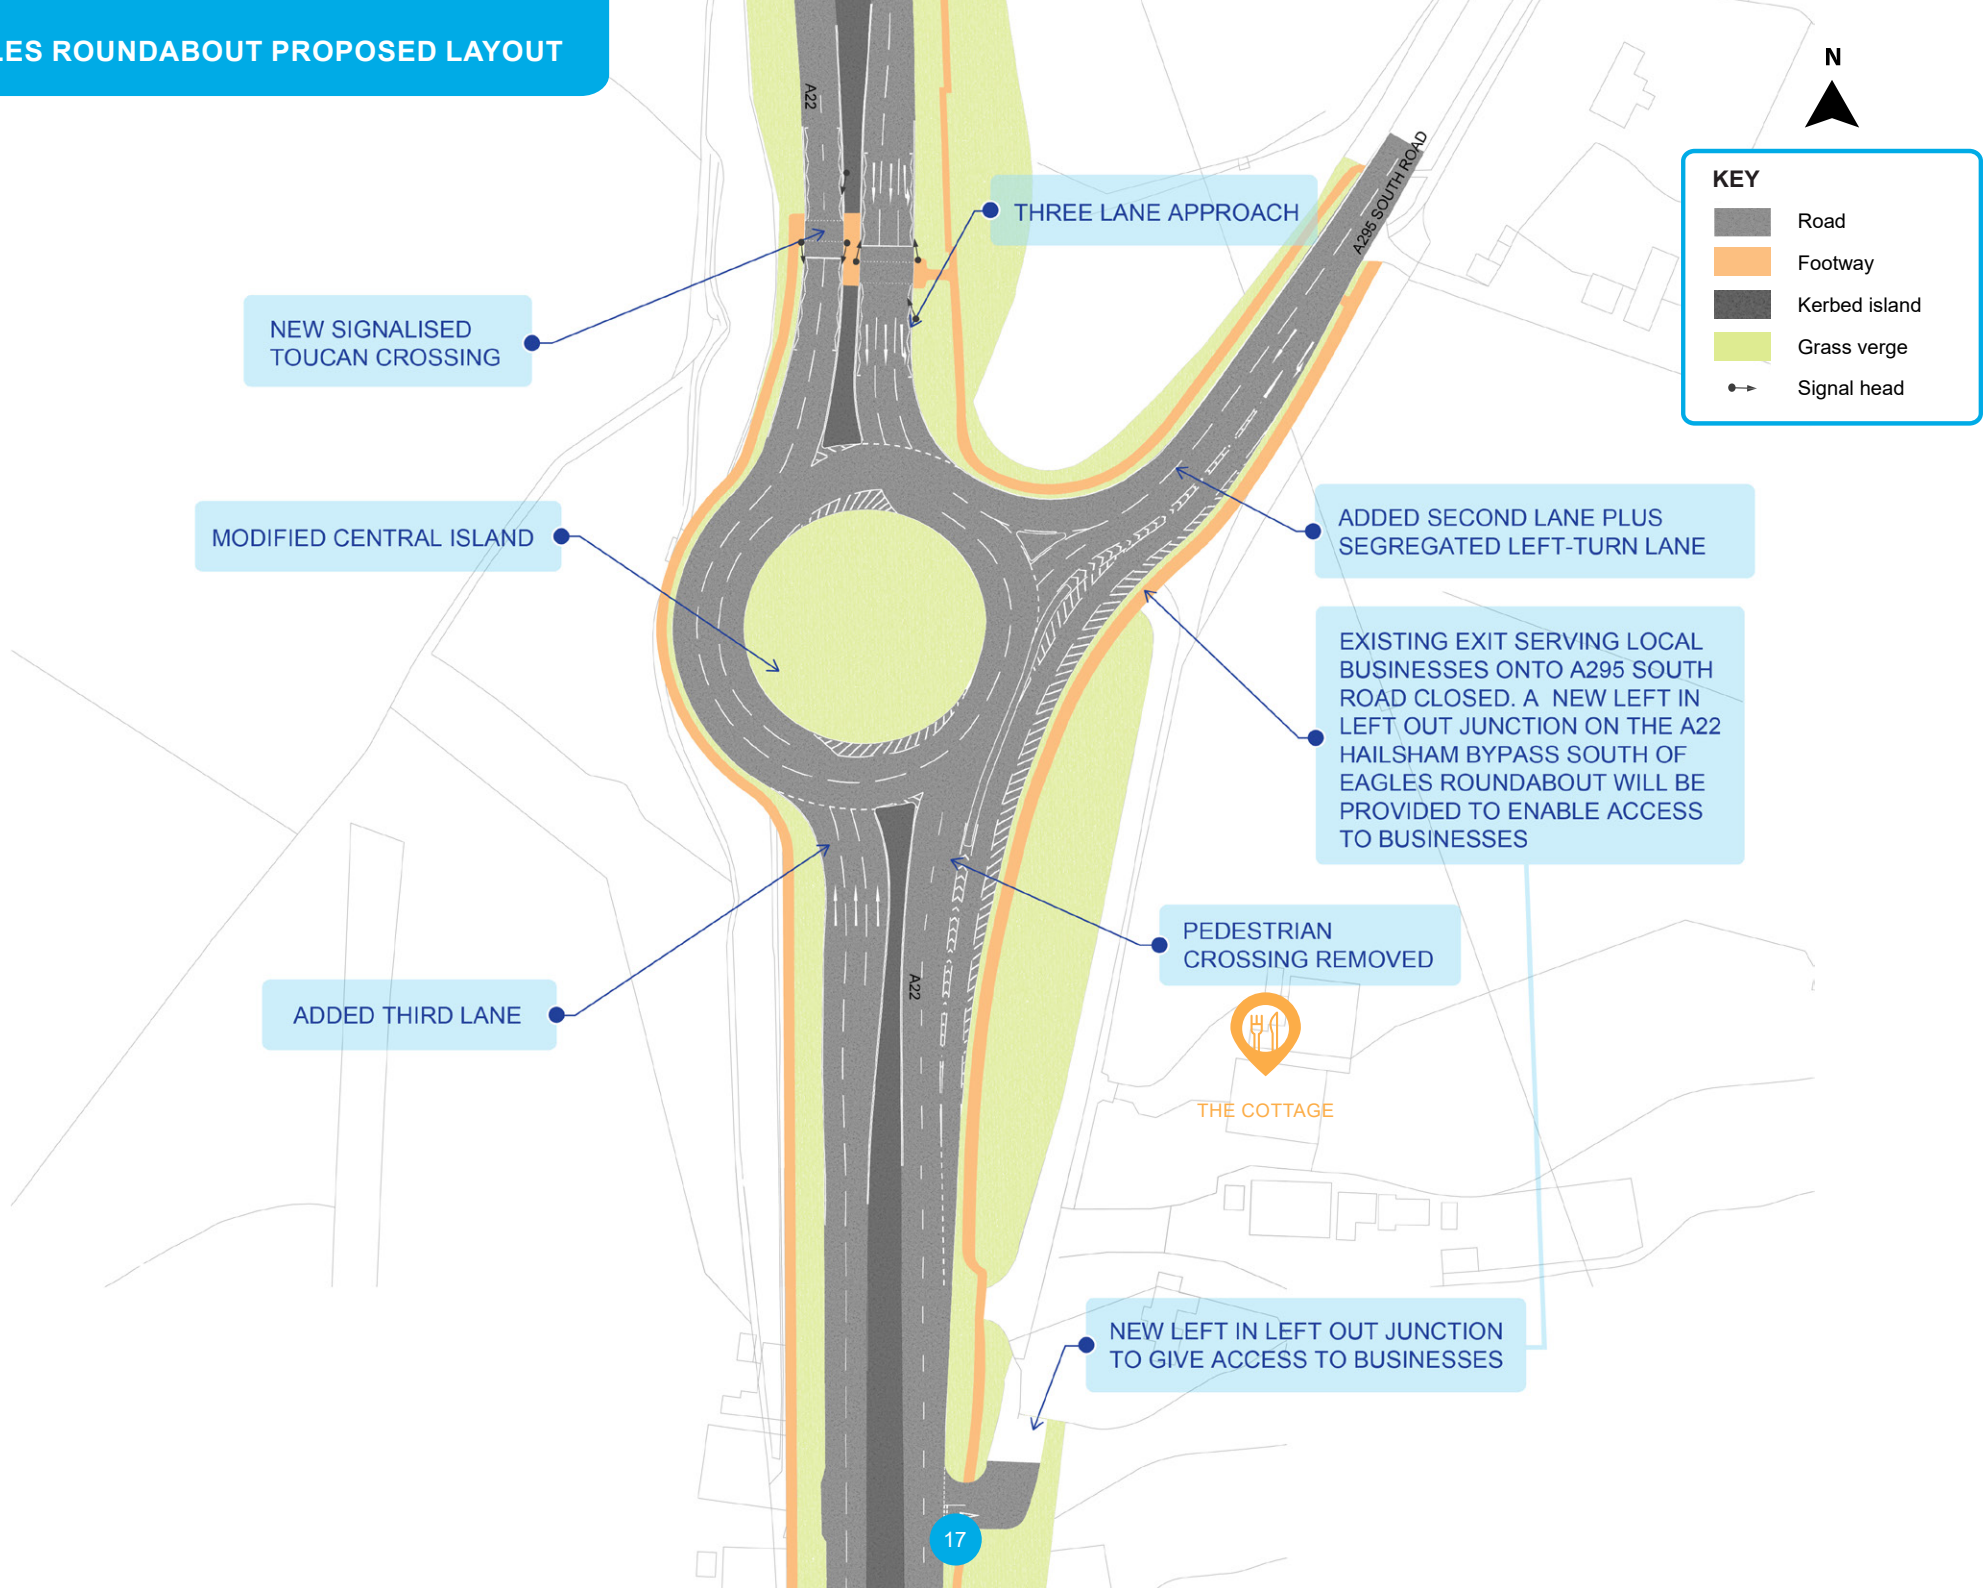 ROUNDABOUT PROPOSED LAYOUT
N
KEY
Road
Footway
Kerbed island
Grass verge
Signal head
A22
A295 SOUTH ROAD
THREE LANE APPROACH
NEW SIGNALISED
TOUCAN CROSSING
MODIFIED CENTRAL ISLAND
ADDED SECOND LANE PLUS
SEGREGATED LEFT-TURN LANE
EXISTING EXIT SERVING LOCAL
BUSINESSES ONTO A295 SOUTH
ROAD CLOSED. A NEW LEFT IN
LEFT OUT JUNCTION ON THE A22
HAILSHAM BYPASS SOUTH OF
EAGLES ROUNDABOUT WILL BE
PROVIDED TO ENABLE ACCESS
TO BUSINESSES
PEDESTRIAN
CROSSING REMOVED
ADDED THIRD LANE
A22
THE COTTAGE
NEW LEFT IN LEFT OUT JUNCTION
TO GIVE ACCESS TO BUSINESSES
17